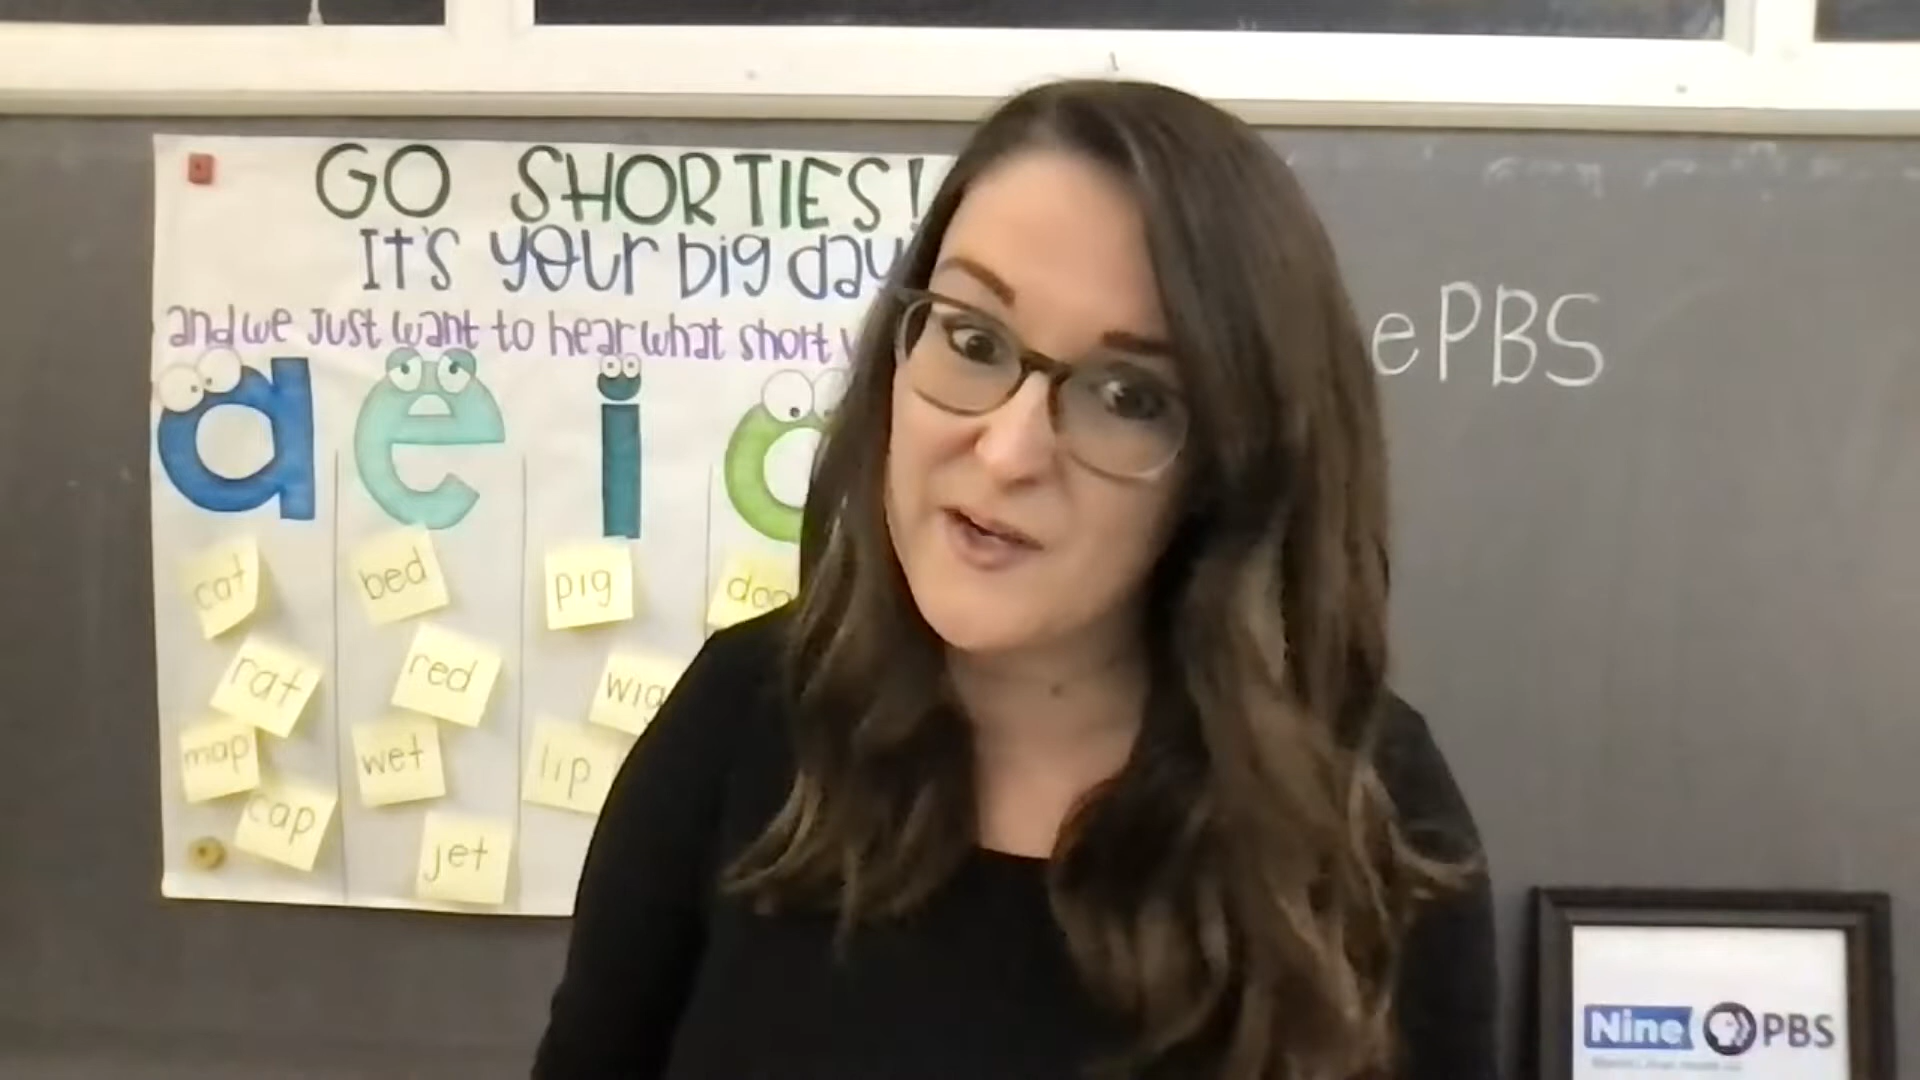 GO SHORTIES!
It's your big day
and we just want to hear what short
a e i o
cat bed pig
rat red
map wet lip
cap jet
ePBS
Nine PBS